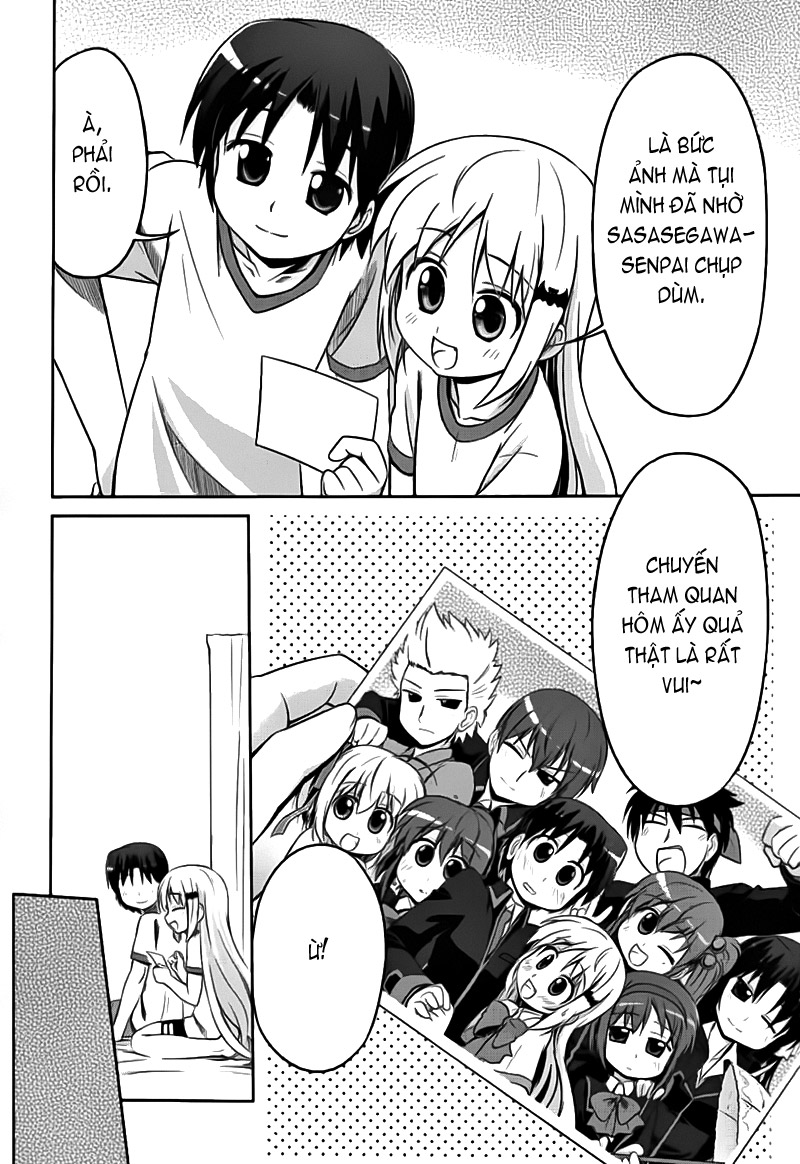 LÀ BỨC
ẢNH MÀ TỤI
MÌNH ĐÃ NHỜ
SASASEGAWA-
SENPAI CHỤP
DÙM.
À,
PHẢI
RỒI.
CHUYẾN
THAM QUAN
HÔM ẤY QUẢ
THẬT LÀ RẤT
VUI~
Ừ!